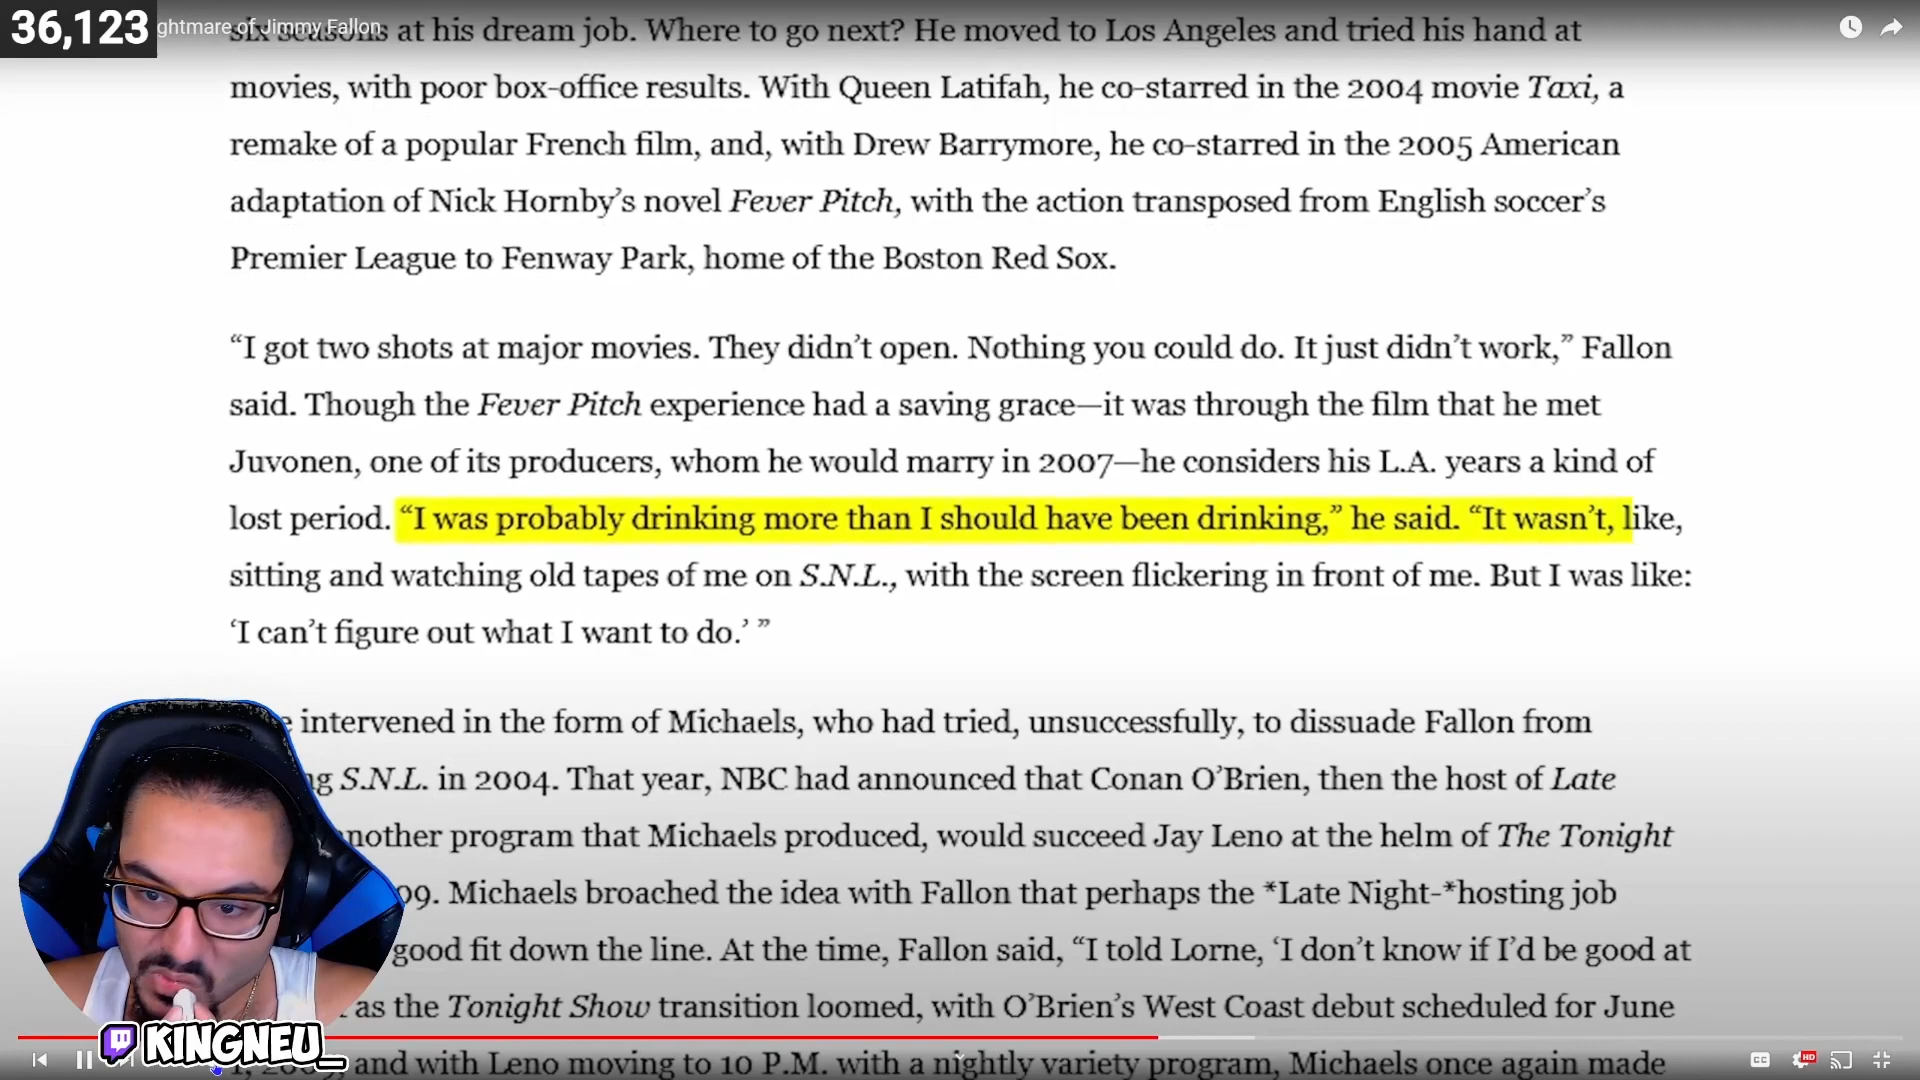 36,123
ghtmare of Jimmy Fallon
six seasons at his dream job. Where to go next? He moved to Los Angeles and tried his hand at
movies, with poor box-office results. With Queen Latifah, he co-starred in the 2004 movie Taxi, a
remake of a popular French film, and, with Drew Barrymore, he co-starred in the 2005 American
adaptation of Nick Hornby’s novel Fever Pitch, with the action transposed from English soccer’s
Premier League to Fenway Park, home of the Boston Red Sox.
“I got two shots at major movies. They didn’t open. Nothing you could do. It just didn’t work,” Fallon
said. Though the Fever Pitch experience had a saving grace—it was through the film that he met
Juvonen, one of its producers, whom he would marry in 2007—he considers his L.A. years a kind of
lost period. “I was probably drinking more than I should have been drinking,” he said. “It wasn’t, like,
sitting and watching old tapes of me on S.N.L., with the screen flickering in front of me. But I was like:
‘I can’t figure out what I want to do.’ ”
e intervened in the form of Michaels, who had tried, unsuccessfully, to dissuade Fallon from
g S.N.L. in 2004. That year, NBC had announced that Conan O’Brien, then the host of Late
nother program that Michaels produced, would succeed Jay Leno at the helm of The Tonight
09. Michaels broached the idea with Fallon that perhaps the *Late Night-*hosting job
good fit down the line. At the time, Fallon said, “I told Lorne, ‘I don’t know if I’d be good at
as the Tonight Show transition loomed, with O’Brien’s West Coast debut scheduled for June
and with Leno moving to 10 P.M. with a nightly variety program, Michaels once again made
KINGNEU_
CC
HD